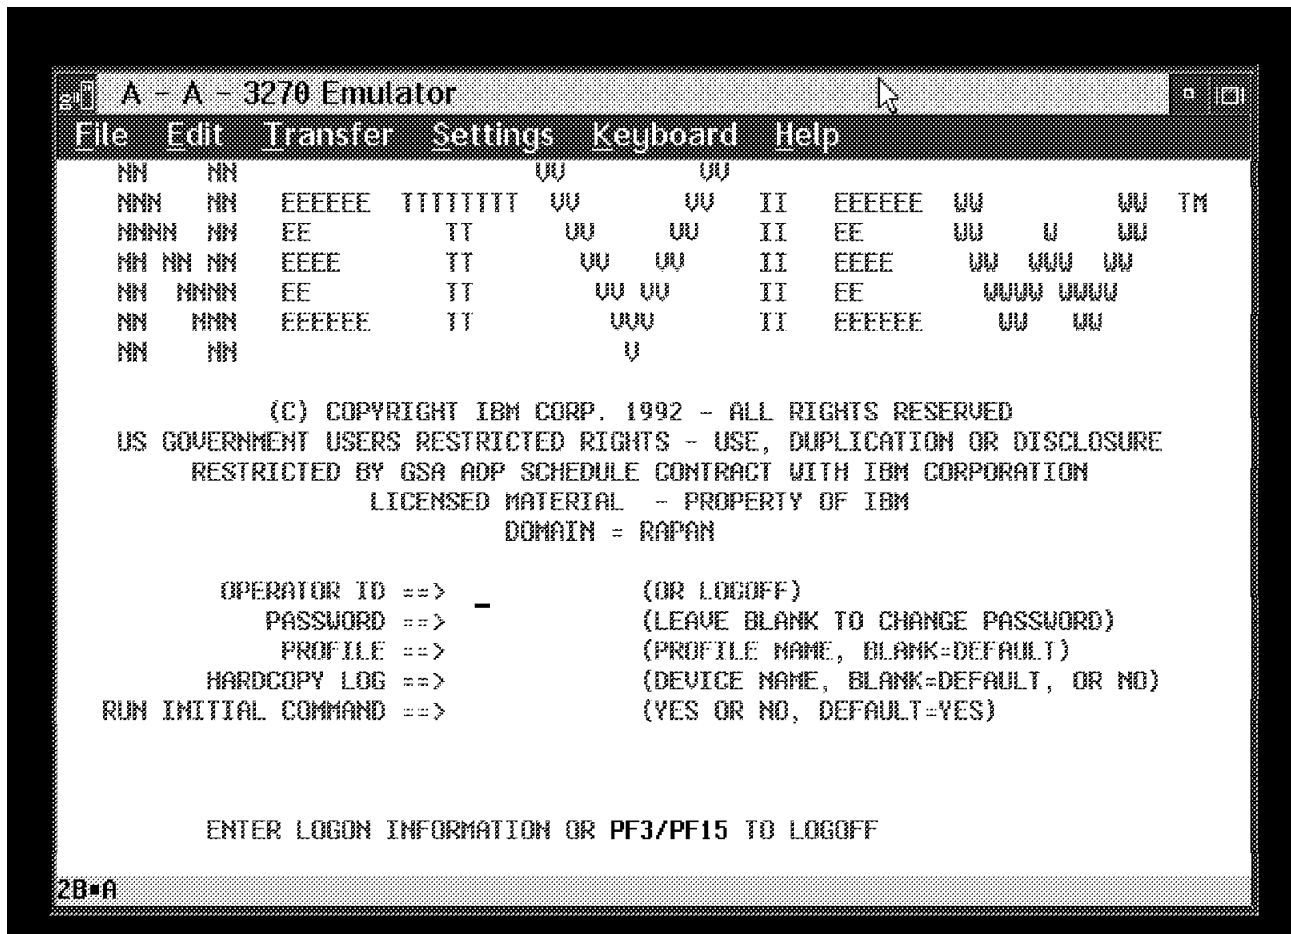 A - A - 3270 Emulator
File Edit Transfer Settings Keyboard Help
NN      NN                    VV         VV
NNN   NN   EEEEEE  TTTTTTTT  VV       VV   II   EEEEEE  WW         WW  TM
NNNN  NN   EE         TT      VV     VV    II   EE      WW    W    WW
NN NN NN   EEEE       TT       VV   VV     II   EEEE     WW  WWW  WW
NN  NNNN   EE         TT        VV VV      II   EE        WWWW WWWW
NN   NNN   EEEEEE     TT         VVV       II   EEEEEE     WW   WW
NN    NN                          V
(C) COPYRIGHT IBM CORP. 1992 - ALL RIGHTS RESERVED
US GOVERNMENT USERS RESTRICTED RIGHTS - USE, DUPLICATION OR DISCLOSURE
RESTRICTED BY GSA ADP SCHEDULE CONTRACT WITH IBM CORPORATION
LICENSED MATERIAL  - PROPERTY OF IBM
DOMAIN = RAPAN
OPERATOR ID ==> (OR LOGOFF)
PASSWORD ==> (LEAVE BLANK TO CHANGE PASSWORD)
PROFILE ==> (PROFILE NAME, BLANK=DEFAULT)
HARDCOPY LOG ==> (DEVICE NAME, BLANK=DEFAULT, OR NO)
RUN INITIAL COMMAND ==> (YES OR NO, DEFAULT=YES)
ENTER LOGON INFORMATION OR PF3/PF15 TO LOGOFF
2B▪A